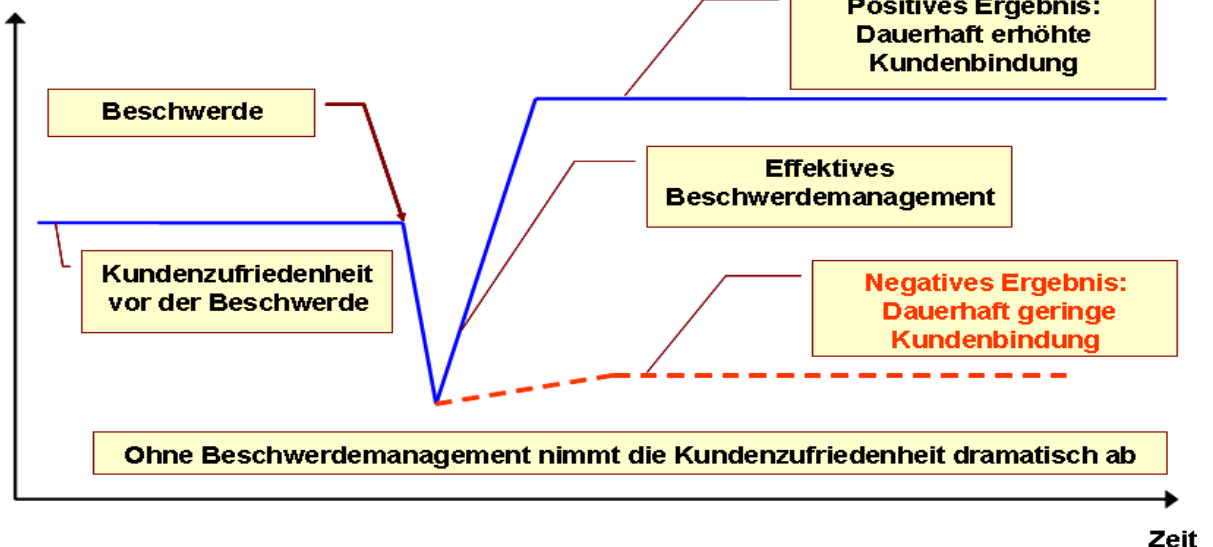 Positives Ergebnis:
Dauerhaft erhöhte
Kundenbindung
Beschwerde
Effektives
Beschwerdemanagement
Kundenzufriedenheit
vor der Beschwerde
Negatives Ergebnis:
Dauerhaft geringe
Kundenbindung
Ohne Beschwerdemanagement nimmt die Kundenzufriedenheit dramatisch ab
Zeit